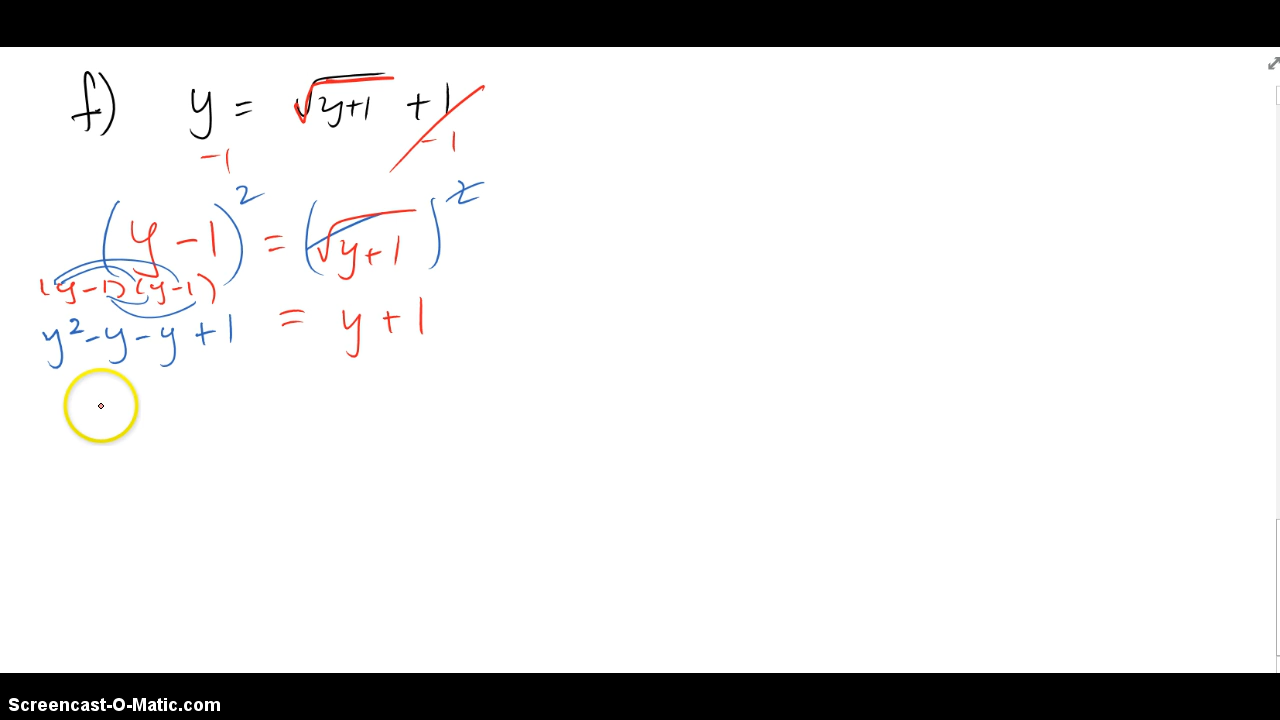 f) y = √y+1 + 1
-1 -1
(y - 1)² = (√y+1)²
(y-1)(y-1)
y² - y - y + 1 = y + 1
Screencast-O-Matic.com